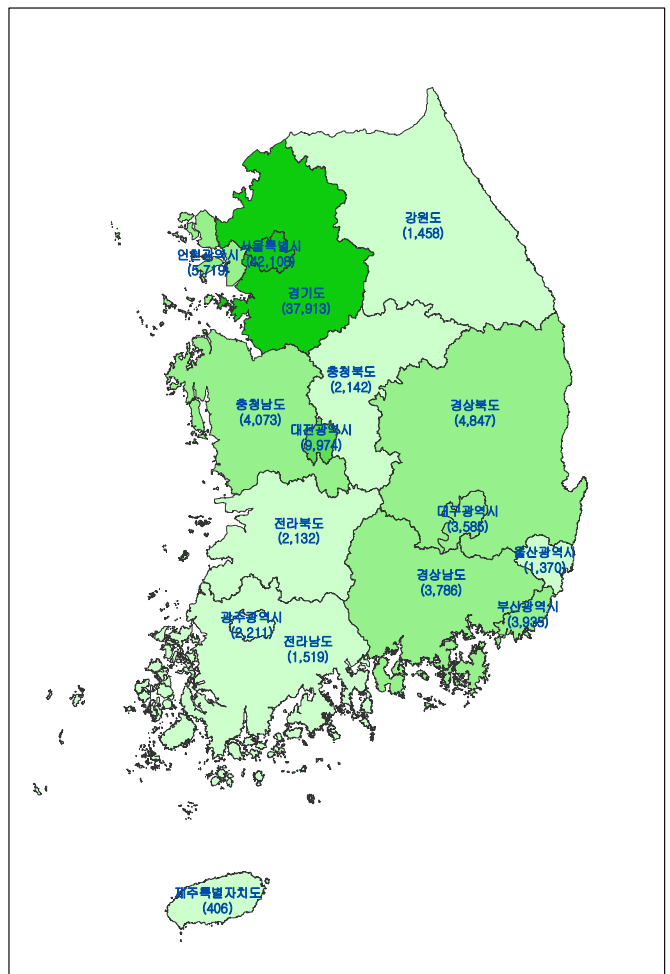 강원도
(1,458)
서울특별시
(42,108)
인천광역시
(5,719)
경기도
(37,913)
충청북도
(2,142)
충청남도
(4,073)
경상북도
(4,847)
대전광역시
(9,974)
대구광역시
(3,585)
전라북도
(2,132)
울산광역시
(1,370)
경상남도
(3,786)
부산광역시
(3,935)
광주광역시
(2,211)
전라남도
(1,519)
제주특별자치도
(406)